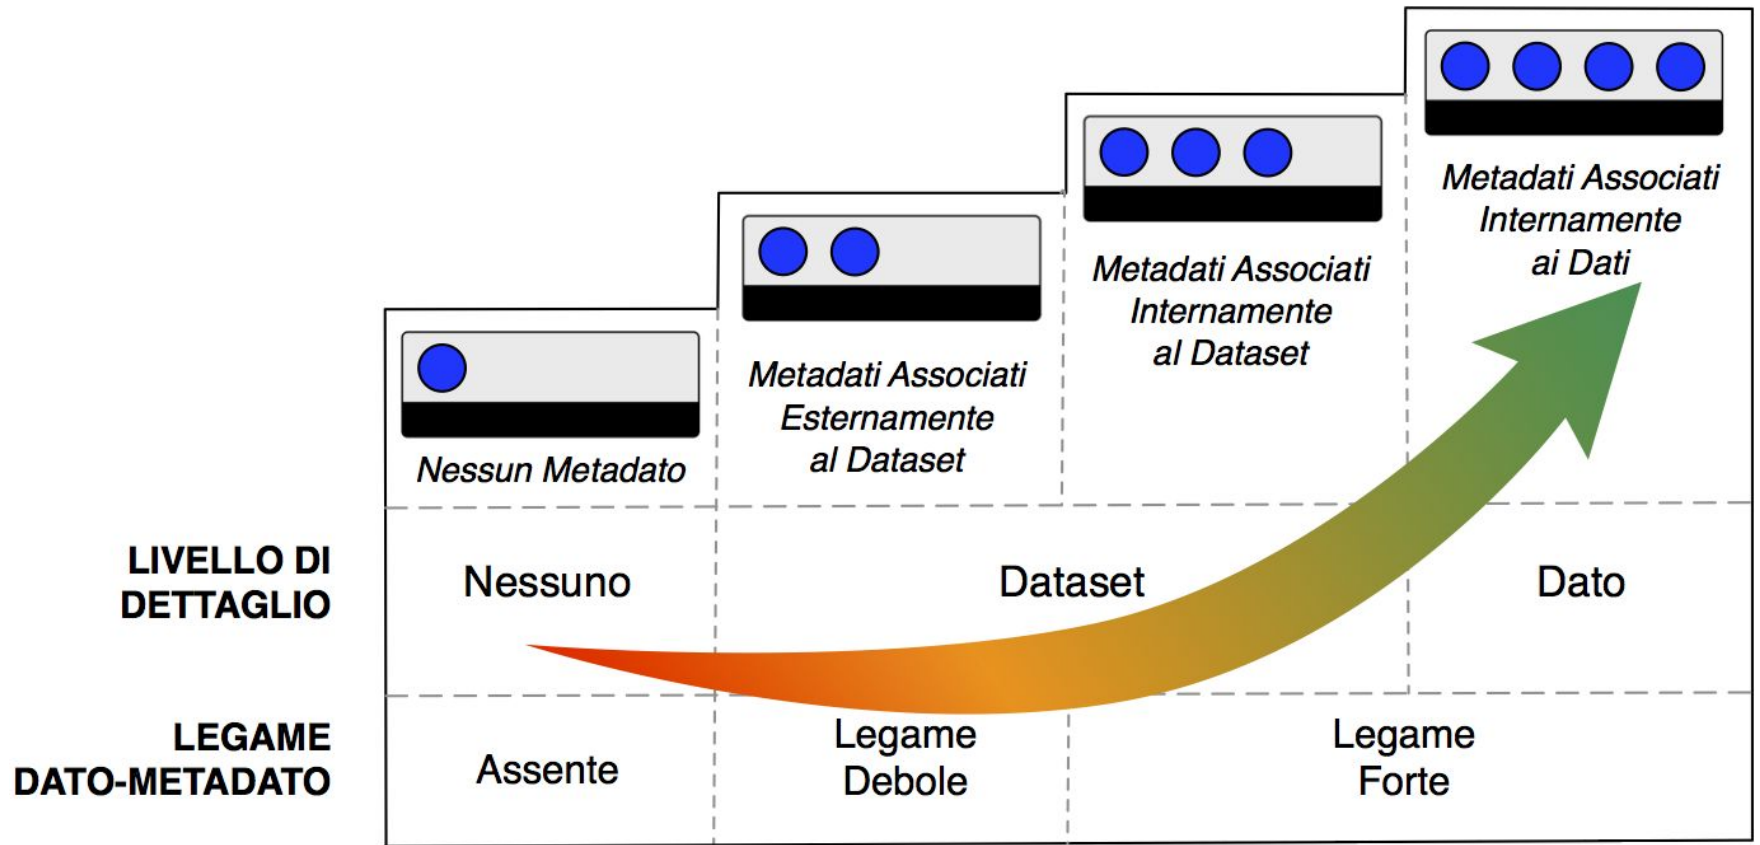 Nessun Metadato
Metadati Associati
Esternamente
al Dataset
Metadati Associati
Internamente
al Dataset
Metadati Associati
Internamente
ai Dati
LIVELLO DI
DETTAGLIO
Nessuno
Dataset
Dato
LEGAME
DATO-METADATO
Assente
Legame
Debole
Legame
Forte